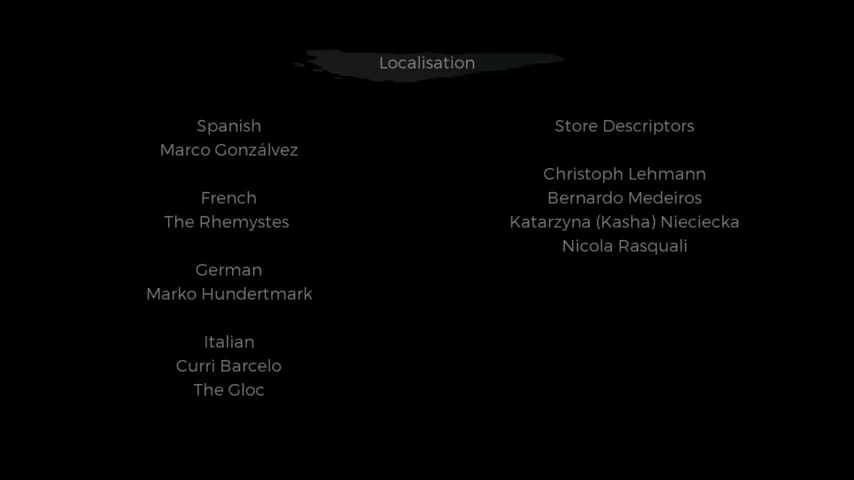 Localisation
Spanish
Marco Gonzálvez
French
The Rhemystes
German
Marko Hundertmark
Italian
Curri Barcelo
The Gloc
Store Descriptors
Christoph Lehmann
Bernardo Medeiros
Katarzyna (Kasha) Nieciecka
Nicola Rasquali